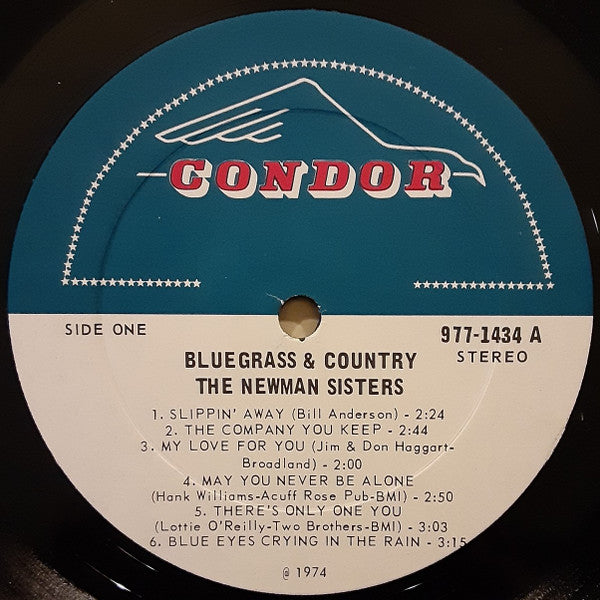 CONDOR
SIDE ONE
977-1434 A
STEREO
BLUEGRASS & COUNTRY
THE NEWMAN SISTERS
1. SLIPPIN' AWAY (Bill Anderson) - 2:24
2. THE COMPANY YOU KEEP - 2:44
3. MY LOVE FOR YOU (Jim & Don Haggart-
Broadland) - 2:00
4. MAY YOU NEVER BE ALONE
(Hank Williams-Acuff Rose Pub-BMI) - 2:50
5. THERE'S ONLY ONE YOU
(Lottie O'Reilly-Two Brothers-BMI) - 3:03
6. BLUE EYES CRYING IN THE RAIN - 3:15
℗ 1974